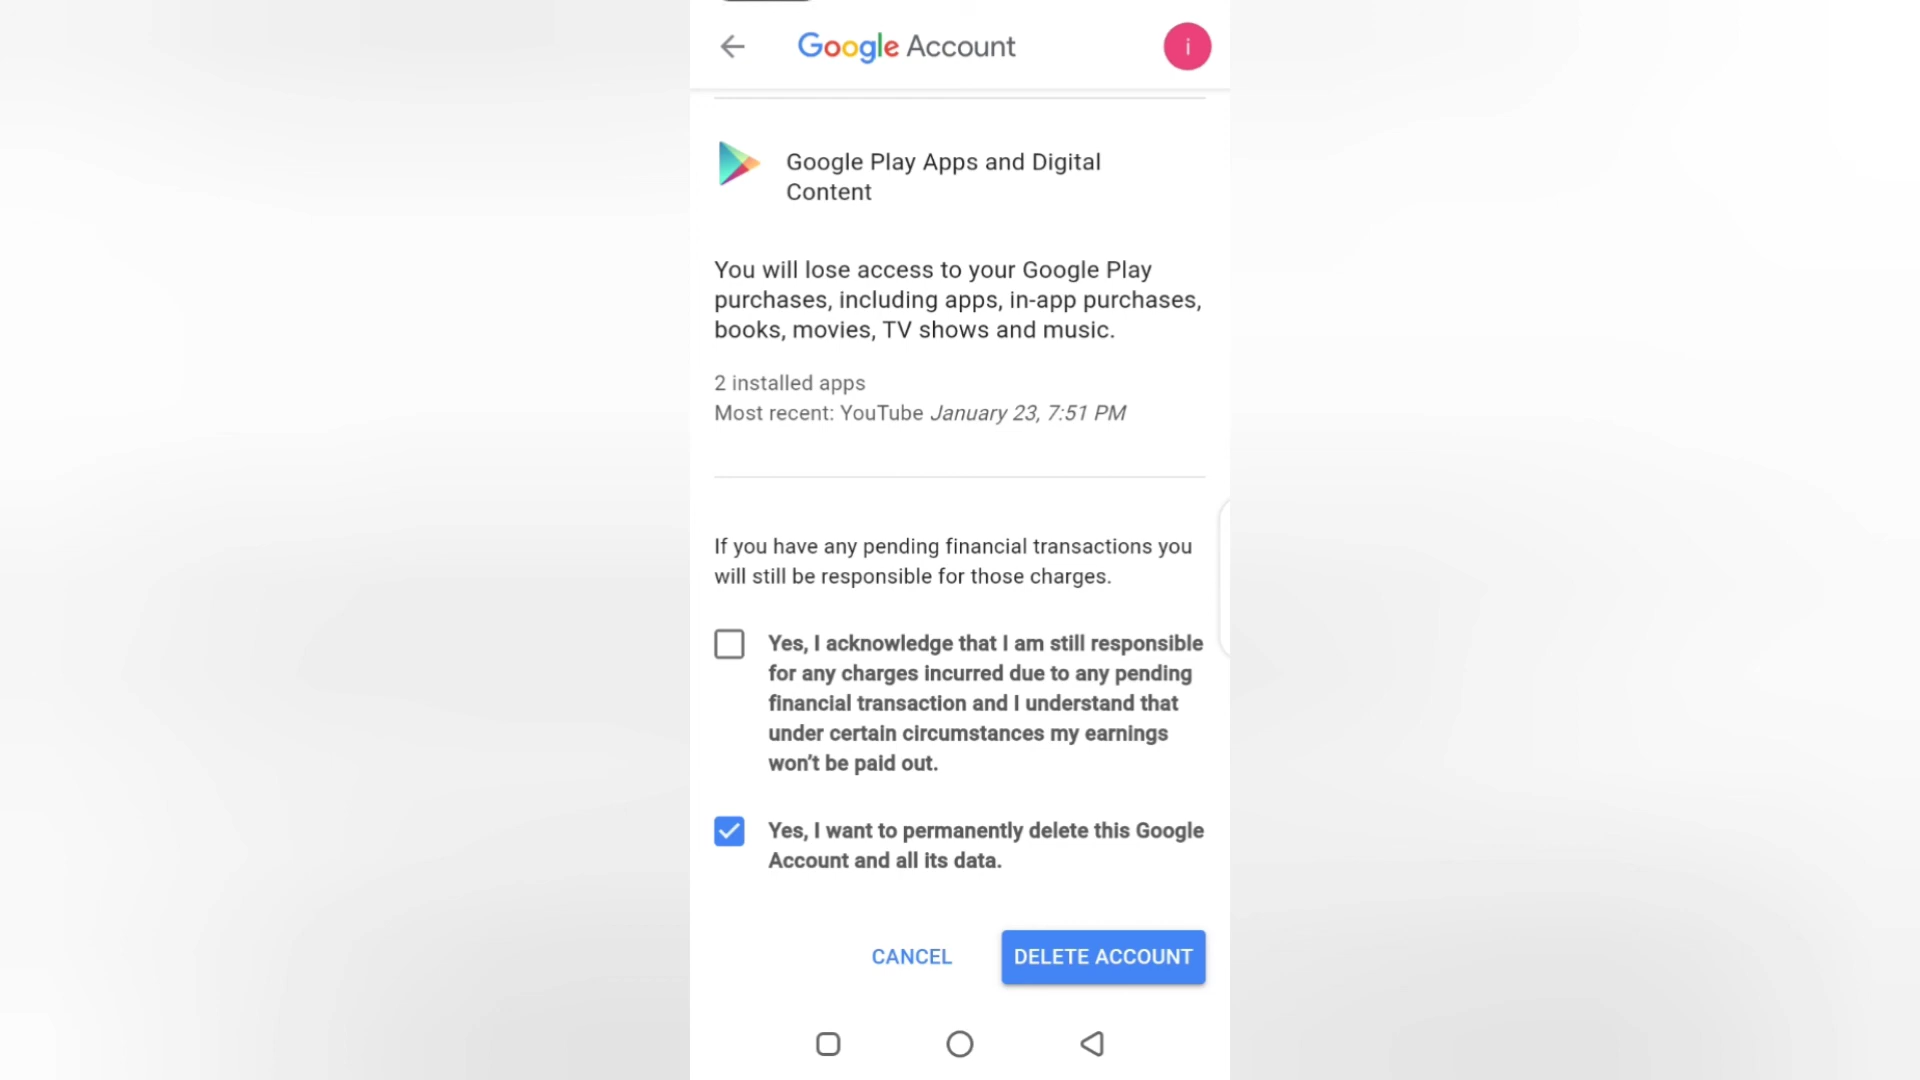 Google Account
i
Google Play Apps and Digital
Content
You will lose access to your Google Play
purchases, including apps, in-app purchases,
books, movies, TV shows and music.
2 installed apps
Most recent: YouTube January 23, 7:51 PM
If you have any pending financial transactions you
will still be responsible for those charges.
Yes, I acknowledge that I am still responsible
for any charges incurred due to any pending
financial transaction and I understand that
under certain circumstances my earnings
won't be paid out.
Yes, I want to permanently delete this Google
Account and all its data.
CANCEL
DELETE ACCOUNT